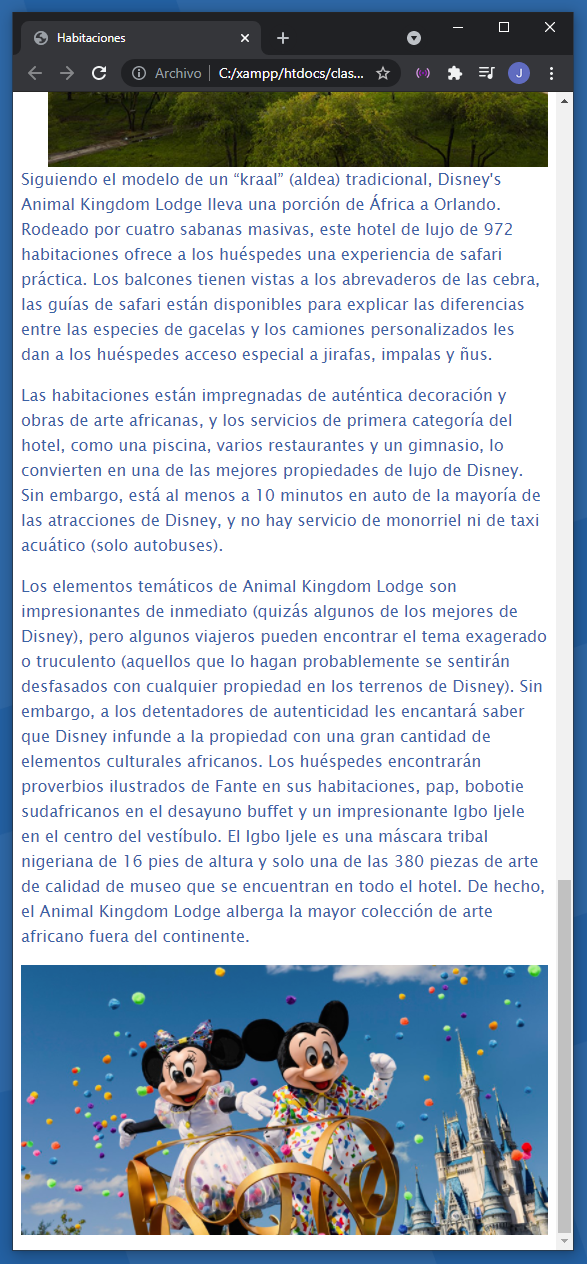 Habitaciones
Archivo
C:/xampp/htdocs/clas...
J
Siguiendo el modelo de un “kraal” (aldea) tradicional, Disney's
Animal Kingdom Lodge lleva una porción de África a Orlando.
Rodeado por cuatro sabanas masivas, este hotel de lujo de 972
habitaciones ofrece a los huéspedes una experiencia de safari
práctica. Los balcones tienen vistas a los abrevaderos de las cebra,
las guías de safari están disponibles para explicar las diferencias
entre las especies de gacelas y los camiones personalizados les
dan a los huéspedes acceso especial a jirafas, impalas y ñus.
Las habitaciones están impregnadas de auténtica decoración y
obras de arte africanas, y los servicios de primera categoría del
hotel, como una piscina, varios restaurantes y un gimnasio, lo
convierten en una de las mejores propiedades de lujo de Disney.
Sin embargo, está al menos a 10 minutos en auto de la mayoría de
las atracciones de Disney, y no hay servicio de monorriel ni de taxi
acuático (solo autobuses).
Los elementos temáticos de Animal Kingdom Lodge son
impresionantes de inmediato (quizás algunos de los mejores de
Disney), pero algunos viajeros pueden encontrar el tema exagerado
o truculento (aquellos que lo hagan probablemente se sentirán
desfasados con cualquier propiedad en los terrenos de Disney). Sin
embargo, a los detentadores de autenticidad les encantará saber
que Disney infunde a la propiedad con una gran cantidad de
elementos culturales africanos. Los huéspedes encontrarán
proverbios ilustrados de Fante en sus habitaciones, pap, bobotie
sudafricanos en el desayuno buffet y un impresionante Igbo Ijele
en el centro del vestíbulo. El Igbo Ijele es una máscara tribal
nigeriana de 16 pies de altura y solo una de las 380 piezas de arte
de calidad de museo que se encuentran en todo el hotel. De hecho,
el Animal Kingdom Lodge alberga la mayor colección de arte
africano fuera del continente.